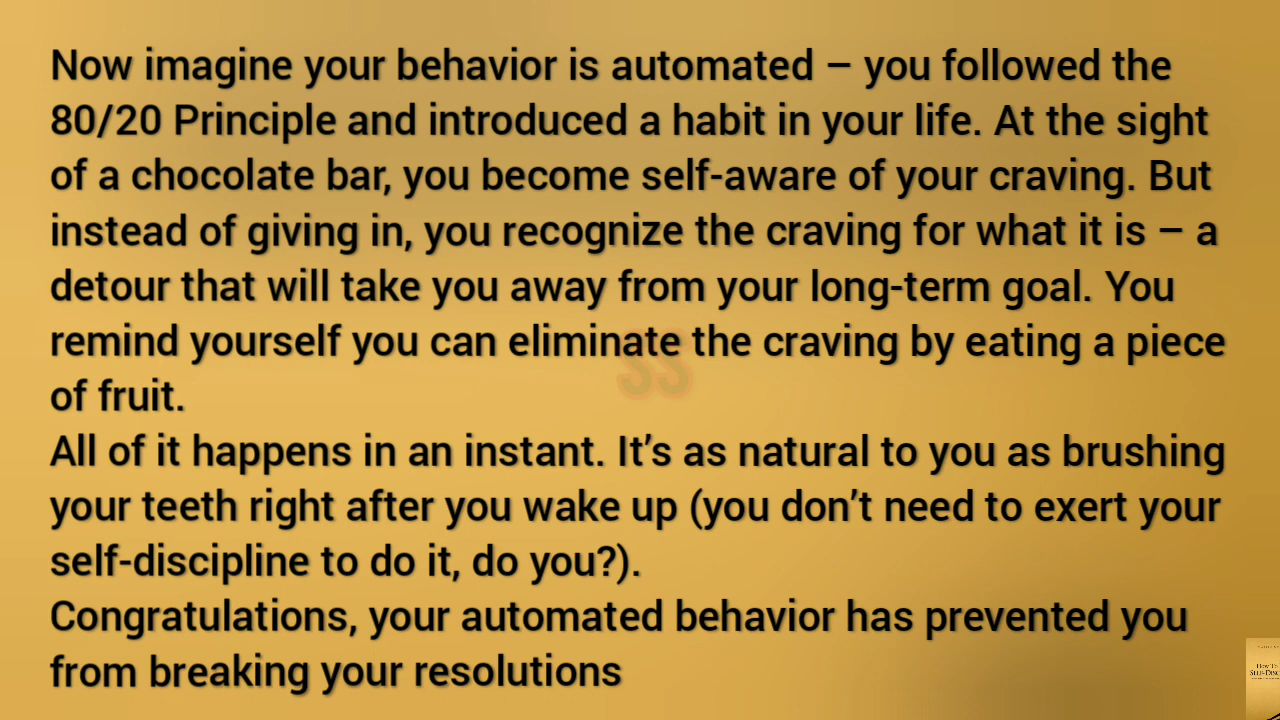 Now imagine your behavior is automated – you followed the
80/20 Principle and introduced a habit in your life. At the sight
of a chocolate bar, you become self-aware of your craving. But
instead of giving in, you recognize the craving for what it is – a
detour that will take you away from your long-term goal. You
remind yourself you can eliminate the craving by eating a piece
of fruit.
All of it happens in an instant. It’s as natural to you as brushing
your teeth right after you wake up (you don’t need to exert your
self-discipline to do it, do you?).
Congratulations, your automated behavior has prevented you
from breaking your resolutions
How To